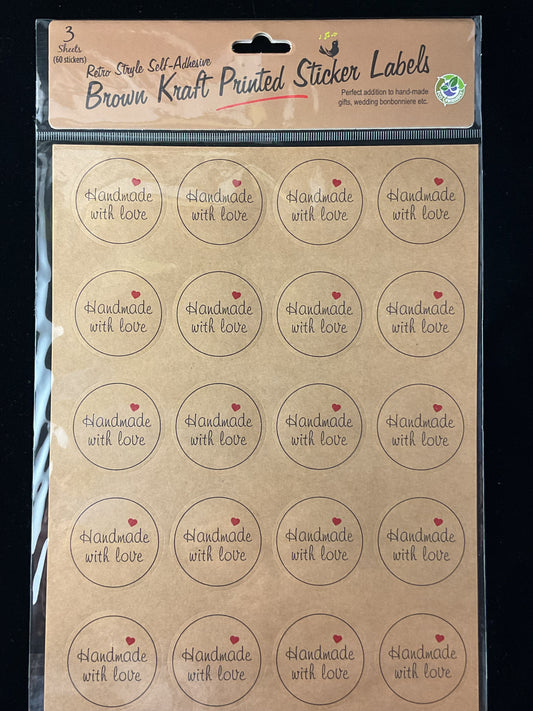 3
Sheets
(60 stickers)
Retro Stryle Self-Adhesive
Brown Kraft Printed Sticker Labels
Perfect addition to hand-made
gifts, wedding bonbonniere etc.
Handmade
with love
Handmade
with love
Handmade
with love
Handmade
with love
Handmade
with love
Handmade
with love
Handmade
with love
Handmade
with love
Handmade
with love
Handmade
with love
Handmade
with love
Handmade
with love
Handmade
with love
Handmade
with love
Handmade
with love
Handmade
with love
Handmade
with love
Handmade
with love
Handmade
with love
Handmade
with love